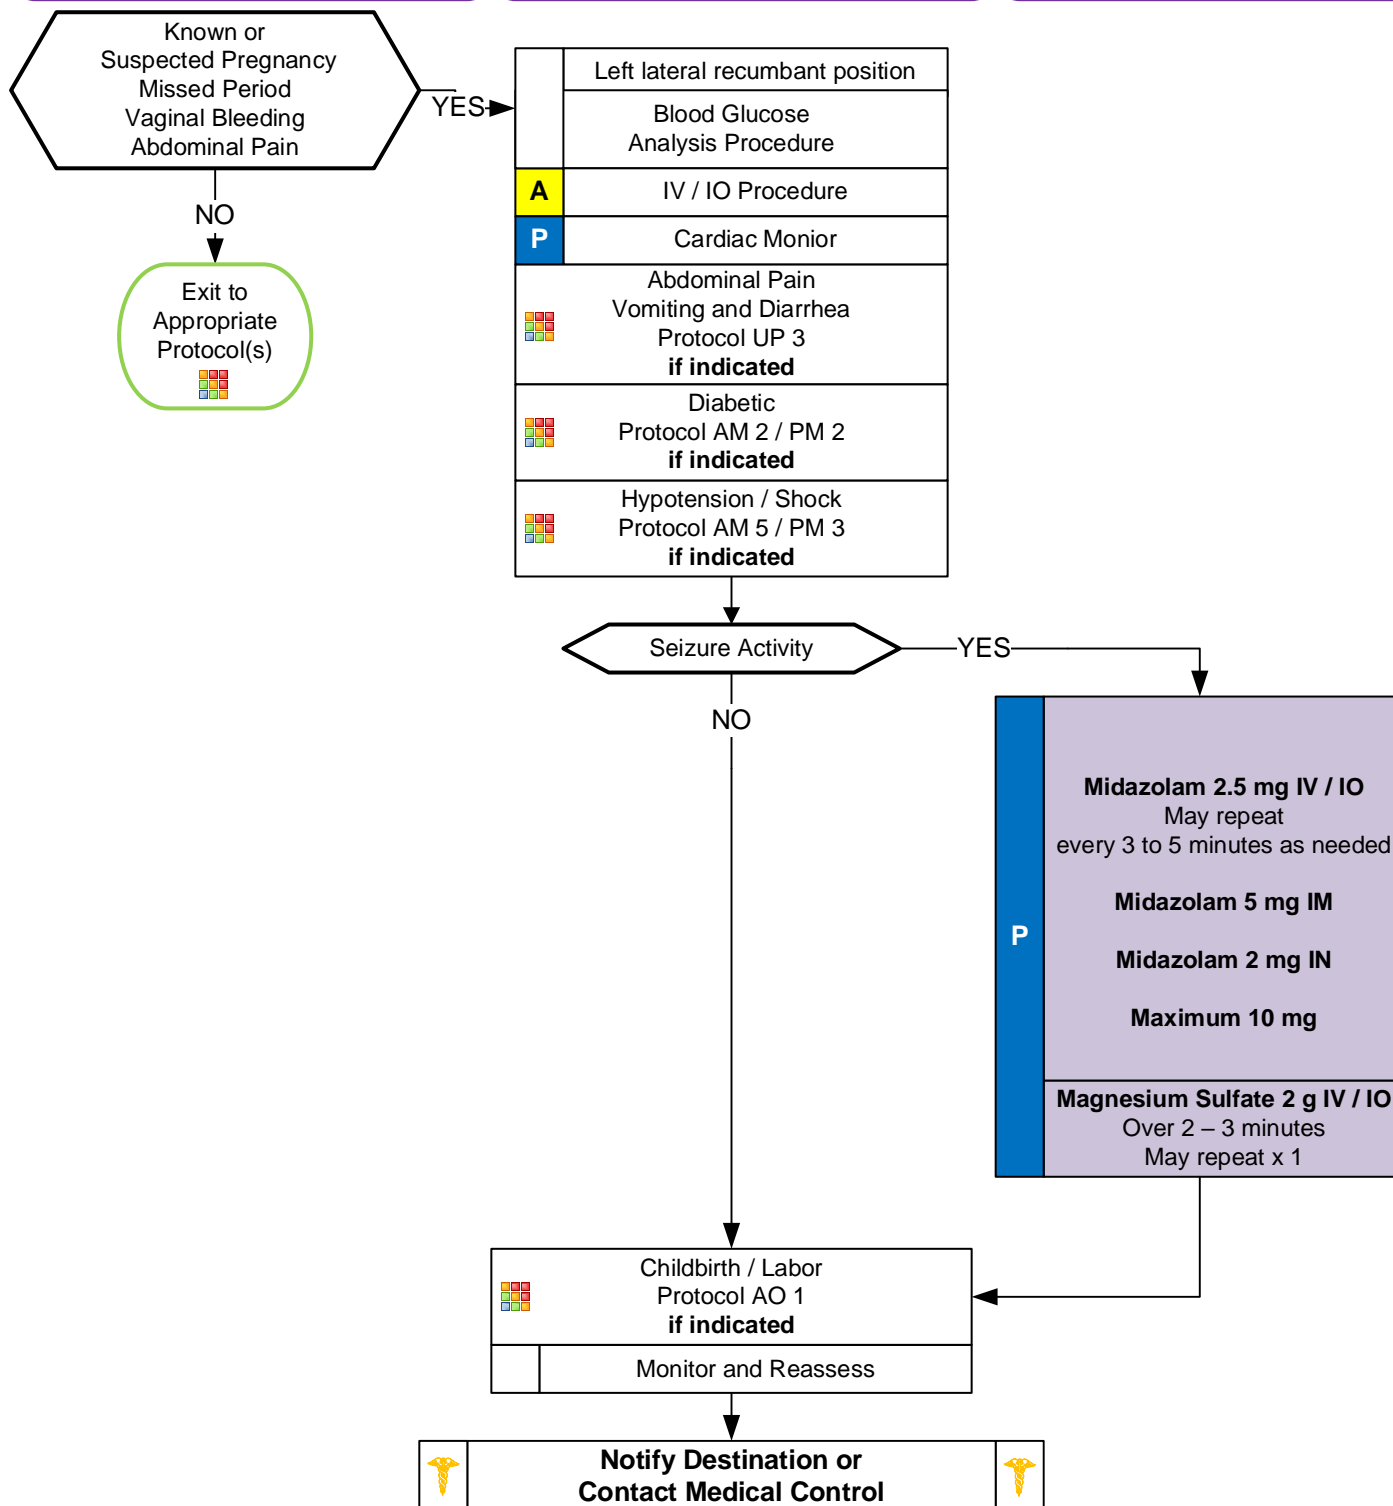 Known or
Suspected Pregnancy
Missed Period
Vaginal Bleeding
Abdominal Pain
YES
NO
Exit to
Appropriate
Protocol(s)
Left lateral recumbant position
Blood Glucose
Analysis Procedure
A
IV / IO Procedure
P
Cardiac Monior
Abdominal Pain
Vomiting and Diarrhea
Protocol UP 3
if indicated
Diabetic
Protocol AM 2 / PM 2
if indicated
Hypotension / Shock
Protocol AM 5 / PM 3
if indicated
Seizure Activity
YES
NO
P
Midazolam 2.5 mg IV / IO
May repeat
every 3 to 5 minutes as needed
Midazolam 5 mg IM
Midazolam 2 mg IN
Maximum 10 mg
Magnesium Sulfate 2 g IV / IO
Over 2 – 3 minutes
May repeat x 1
Childbirth / Labor
Protocol AO 1
if indicated
Monitor and Reassess
Notify Destination or
Contact Medical Control